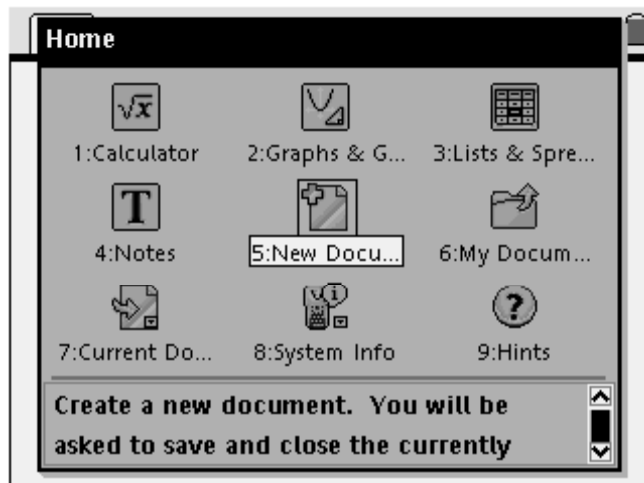 Home
1:Calculator 2:Graphs & G... 3:Lists & Spre...
4:Notes 5:New Docu... 6:My Docum...
7:Current Do... 8:System Info 9:Hints
Create a new document. You will be
asked to save and close the currently